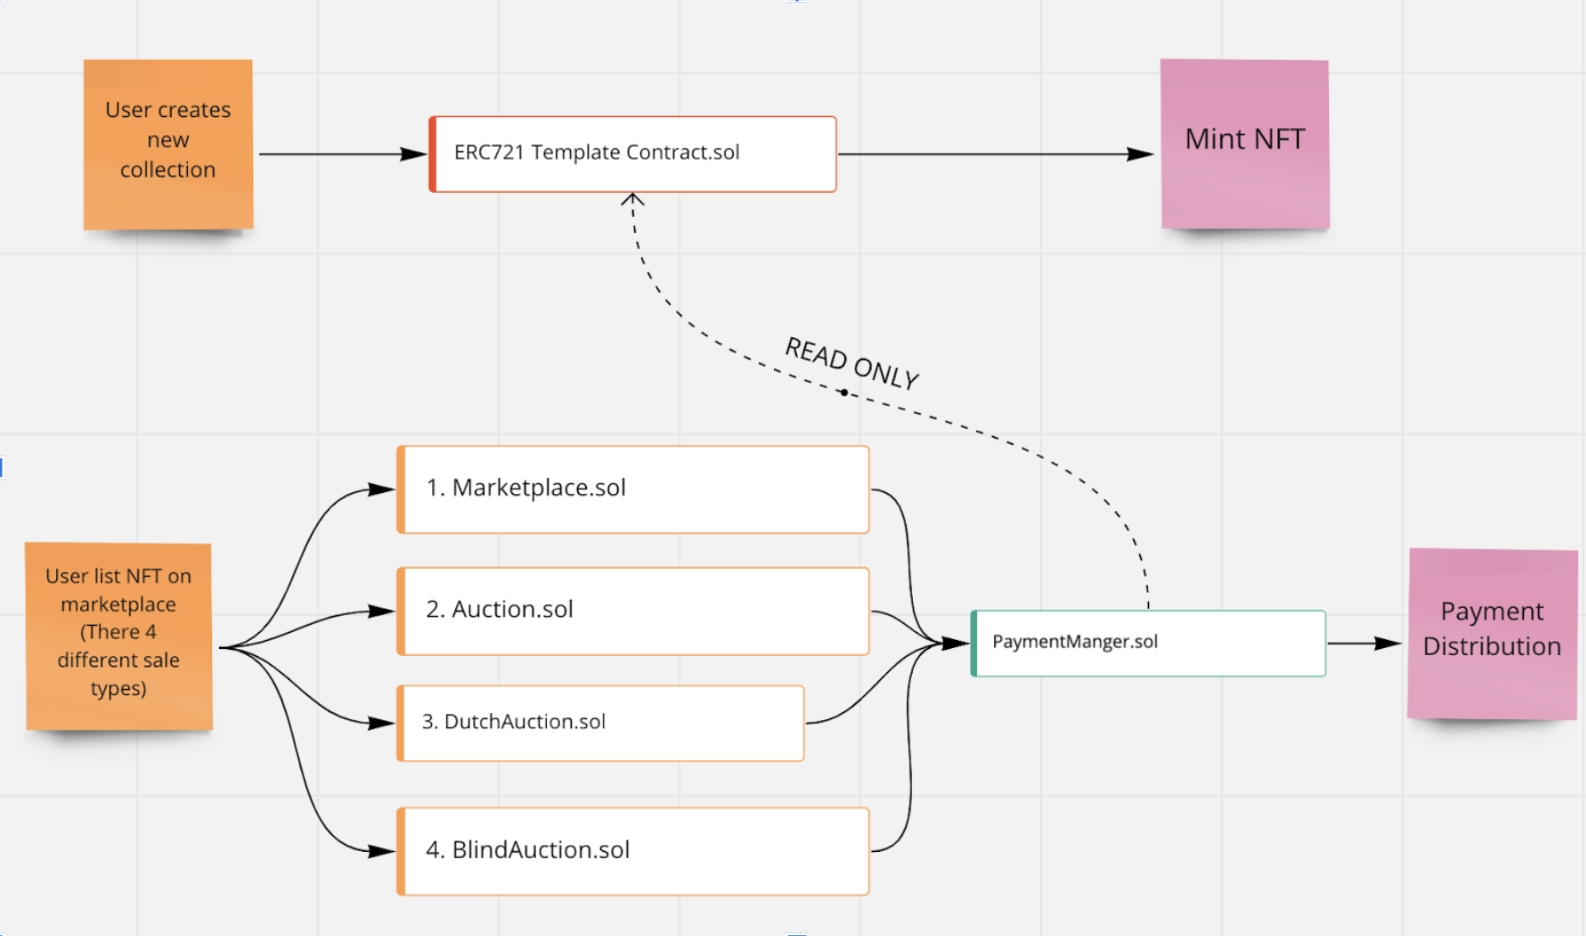 User creates
new
collection
ERC721 Template Contract.sol
Mint NFT
READ ONLY
User list NFT on
marketplace
(There 4
different sale
types)
1. Marketplace.sol
2. Auction.sol
3. DutchAuction.sol
4. BlindAuction.sol
PaymentManger.sol
Payment
Distribution